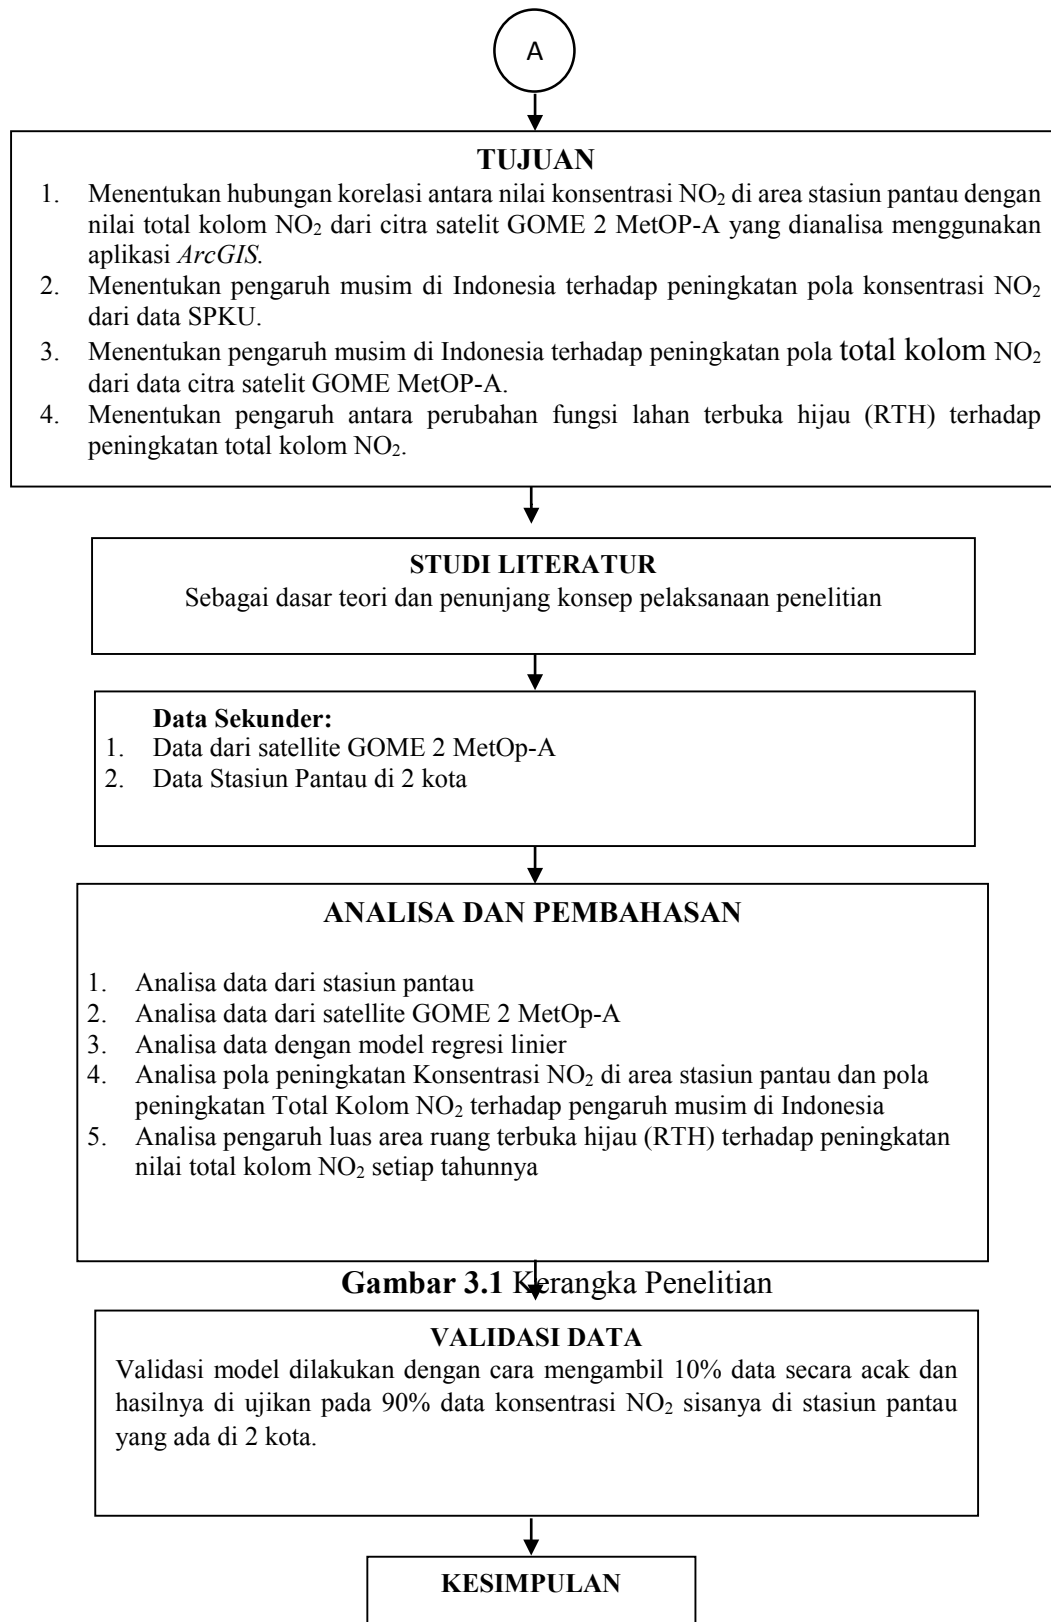 A
TUJUAN
1. Menentukan hubungan korelasi antara nilai konsentrasi NO₂ di area stasiun pantau dengan
nilai total kolom NO₂ dari citra satelit GOME 2 MetOP-A yang dianalisa menggunakan
aplikasi ArcGIS.
2. Menentukan pengaruh musim di Indonesia terhadap peningkatan pola konsentrasi NO₂
dari data SPKU.
3. Menentukan pengaruh musim di Indonesia terhadap peningkatan pola total kolom NO₂
dari data citra satelit GOME MetOP-A.
4. Menentukan pengaruh antara perubahan fungsi lahan terbuka hijau (RTH) terhadap
peningkatan total kolom NO₂.
STUDI LITERATUR
Sebagai dasar teori dan penunjang konsep pelaksanaan penelitian
Data Sekunder:
1. Data dari satellite GOME 2 MetOp-A
2. Data Stasiun Pantau di 2 kota
ANALISA DAN PEMBAHASAN
1. Analisa data dari stasiun pantau
2. Analisa data dari satellite GOME 2 MetOp-A
3. Analisa data dengan model regresi linier
4. Analisa pola peningkatan Konsentrasi NO₂ di area stasiun pantau dan pola
peningkatan Total Kolom NO₂ terhadap pengaruh musim di Indonesia
5. Analisa pengaruh luas area ruang terbuka hijau (RTH) terhadap peningkatan
nilai total kolom NO₂ setiap tahunnya
Gambar 3.1 Kerangka Penelitian
VALIDASI DATA
Validasi model dilakukan dengan cara mengambil 10% data secara acak dan
hasilnya di ujikan pada 90% data konsentrasi NO₂ sisanya di stasiun pantau
yang ada di 2 kota.
KESIMPULAN